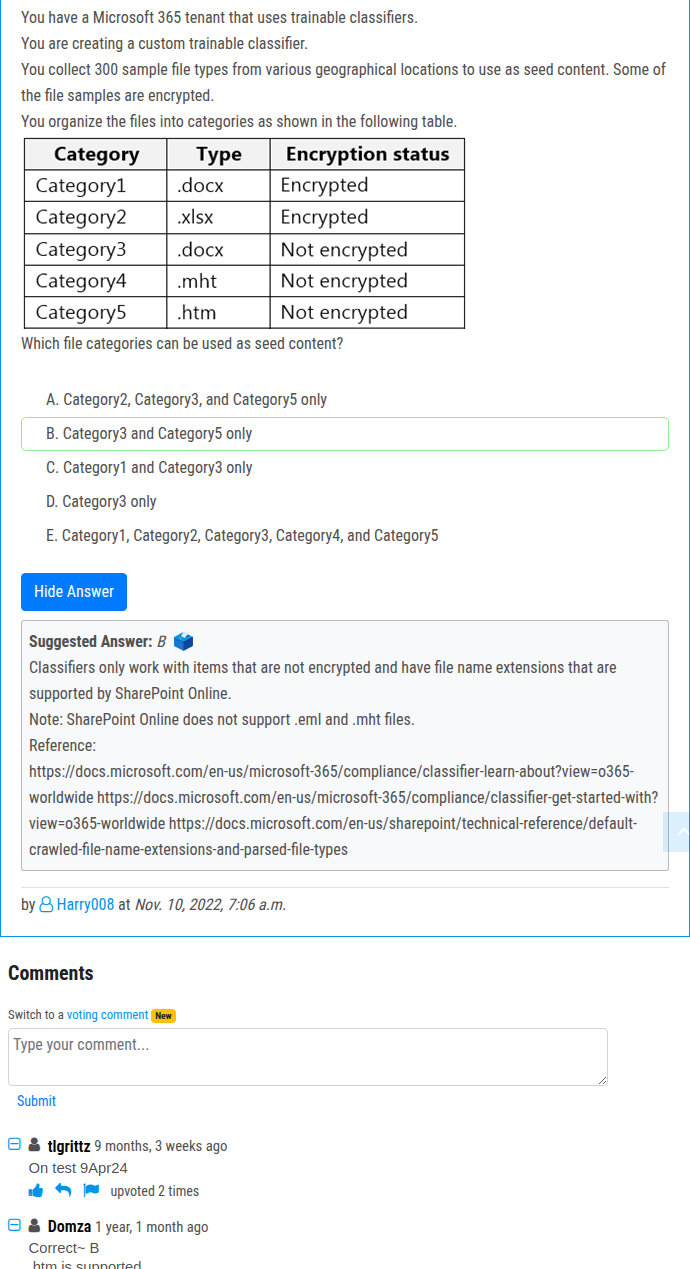 You have a Microsoft 365 tenant that uses trainable classifiers.
You are creating a custom trainable classifier.
You collect 300 sample file types from various geographical locations to use as seed content. Some of
the file samples are encrypted.
You organize the files into categories as shown in the following table.
Category Type Encryption status
Category1 .docx Encrypted
Category2 .xlsx Encrypted
Category3 .docx Not encrypted
Category4 .mht Not encrypted
Category5 .htm Not encrypted
Which file categories can be used as seed content?
A. Category2, Category3, and Category5 only
B. Category3 and Category5 only
C. Category1 and Category3 only
D. Category3 only
E. Category1, Category2, Category3, Category4, and Category5
Hide Answer
Suggested Answer: B
Classifiers only work with items that are not encrypted and have file name extensions that are
supported by SharePoint Online.
Note: SharePoint Online does not support .eml and .mht files.
Reference:
https://docs.microsoft.com/en-us/microsoft-365/compliance/classifier-learn-about?view=o365-
worldwide https://docs.microsoft.com/en-us/microsoft-365/compliance/classifier-get-started-with?
view=o365-worldwide https://docs.microsoft.com/en-us/sharepoint/technical-reference/default-
crawled-file-name-extensions-and-parsed-file-types
by Harry008 at Nov. 10, 2022, 7:06 a.m.
Comments
Switch to a voting comment New
Type your comment...
Submit
tlgrittz 9 months, 3 weeks ago
On test 9Apr24
upvoted 2 times
Domza 1 year, 1 month ago
Correct~ B
.htm is supported